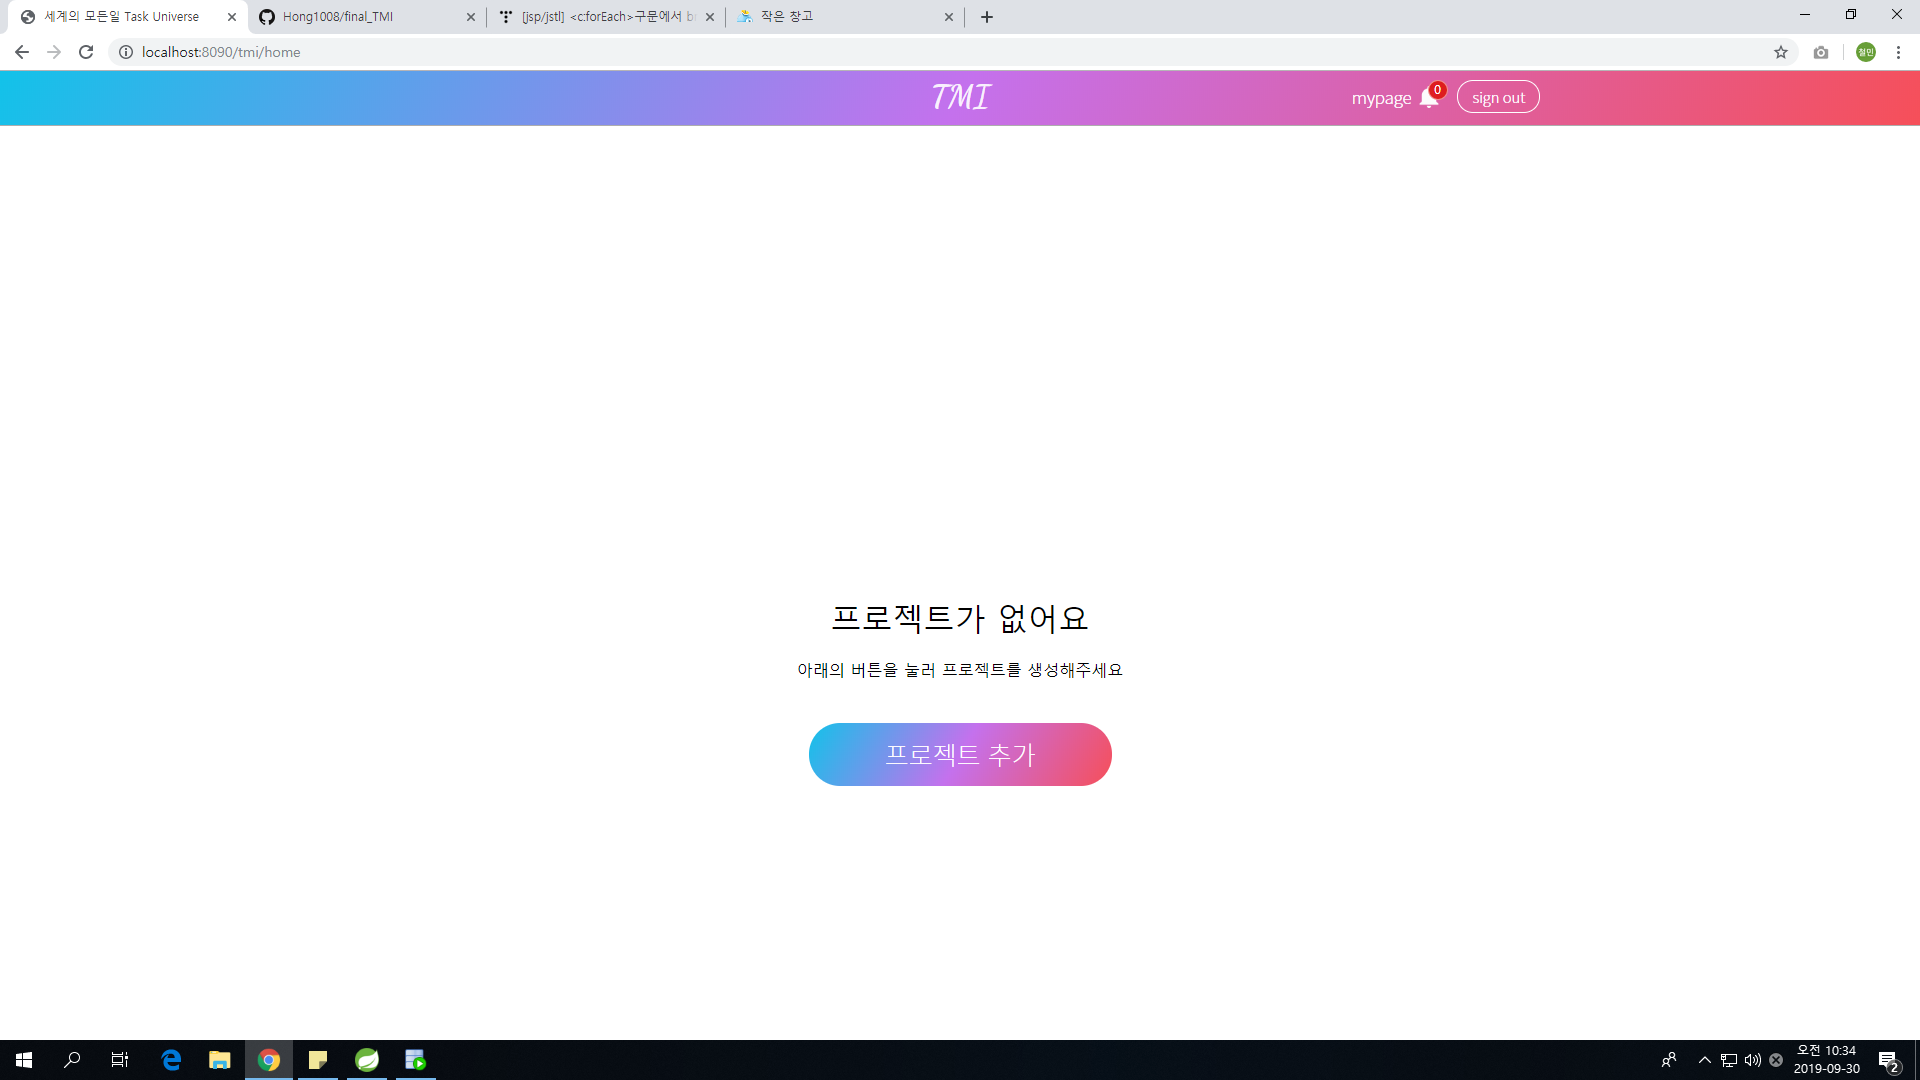 세계의 모든일 Task Universe
Hong1008/final_TMI
[jsp/jstl] <c:forEach>구문에서
작은 창고
localhost:8090/tmi/home
절민
TMI
mypage
0
sign out
프로젝트가 없어요
아래의 버튼을 눌러 프로젝트를 생성해주세요
프로젝트 추가
오전 10:34
2019-09-30
2